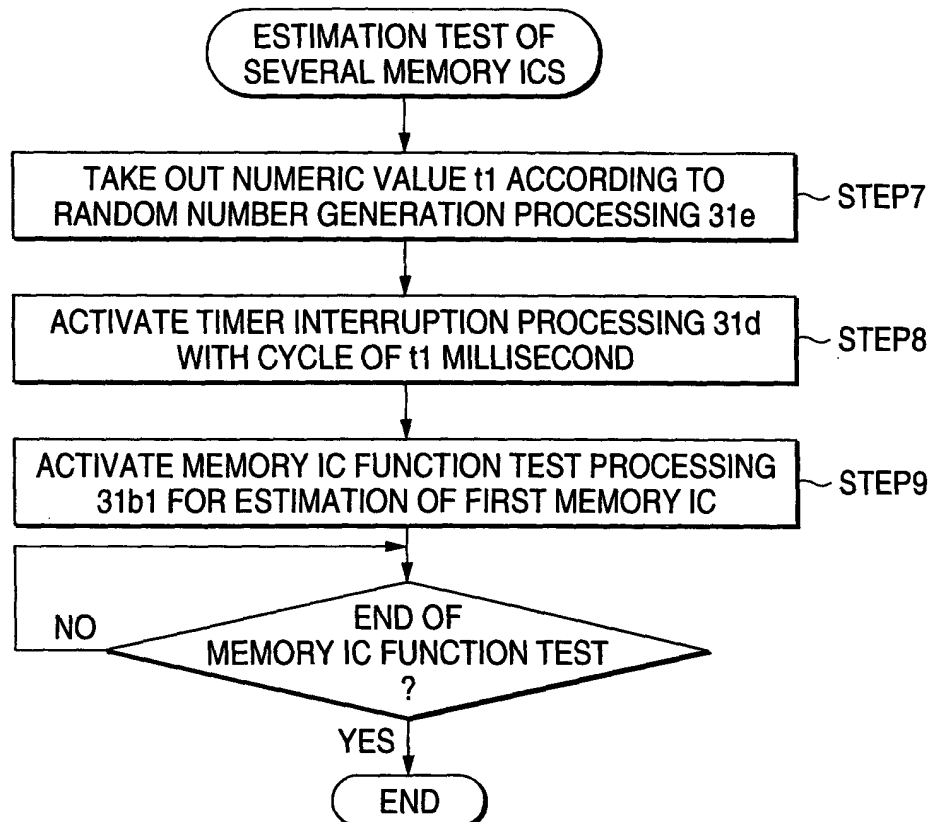 ESTIMATION TEST OF
SEVERAL MEMORY ICS
TAKE OUT NUMERIC VALUE t1 ACCORDING TO
RANDOM NUMBER GENERATION PROCESSING 31e
STEP7
ACTIVATE TIMER INTERRUPTION PROCESSING 31d
WITH CYCLE OF t1 MILLISECOND
STEP8
ACTIVATE MEMORY IC FUNCTION TEST PROCESSING
31b1 FOR ESTIMATION OF FIRST MEMORY IC
STEP9
END OF
MEMORY IC FUNCTION TEST
?
NO
YES
END